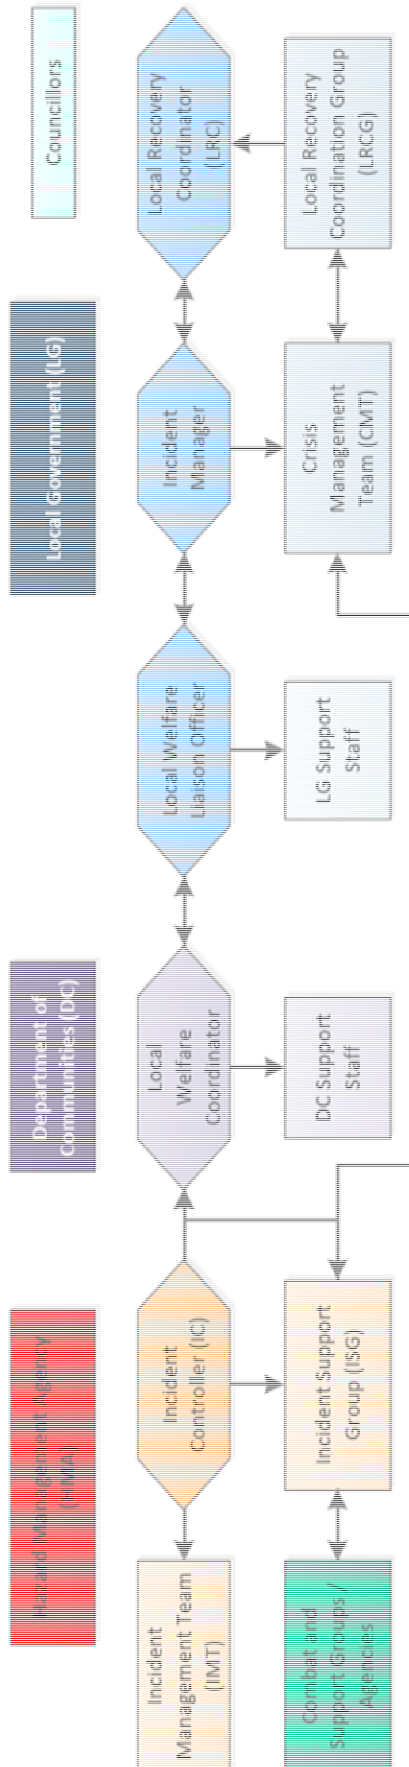 Hazard Management Agency
(HMA)
Department of
Communities (DC)
Local Government (LG)
Councillors
Incident
Management Team
(IMT)
Incident
Controller (IC)
Local
Welfare
Coordinator
Local Welfare
Liaison Officer
Incident
Manager
Local Recovery
Coordinator
(LRC)
Combat and
Support Groups /
Agencies
Incident Support
Group (ISG)
DC Support
Staff
LG Support
Staff
Crisis
Management
Team (CMT)
Local Recovery
Coordination Group
(LRCG)